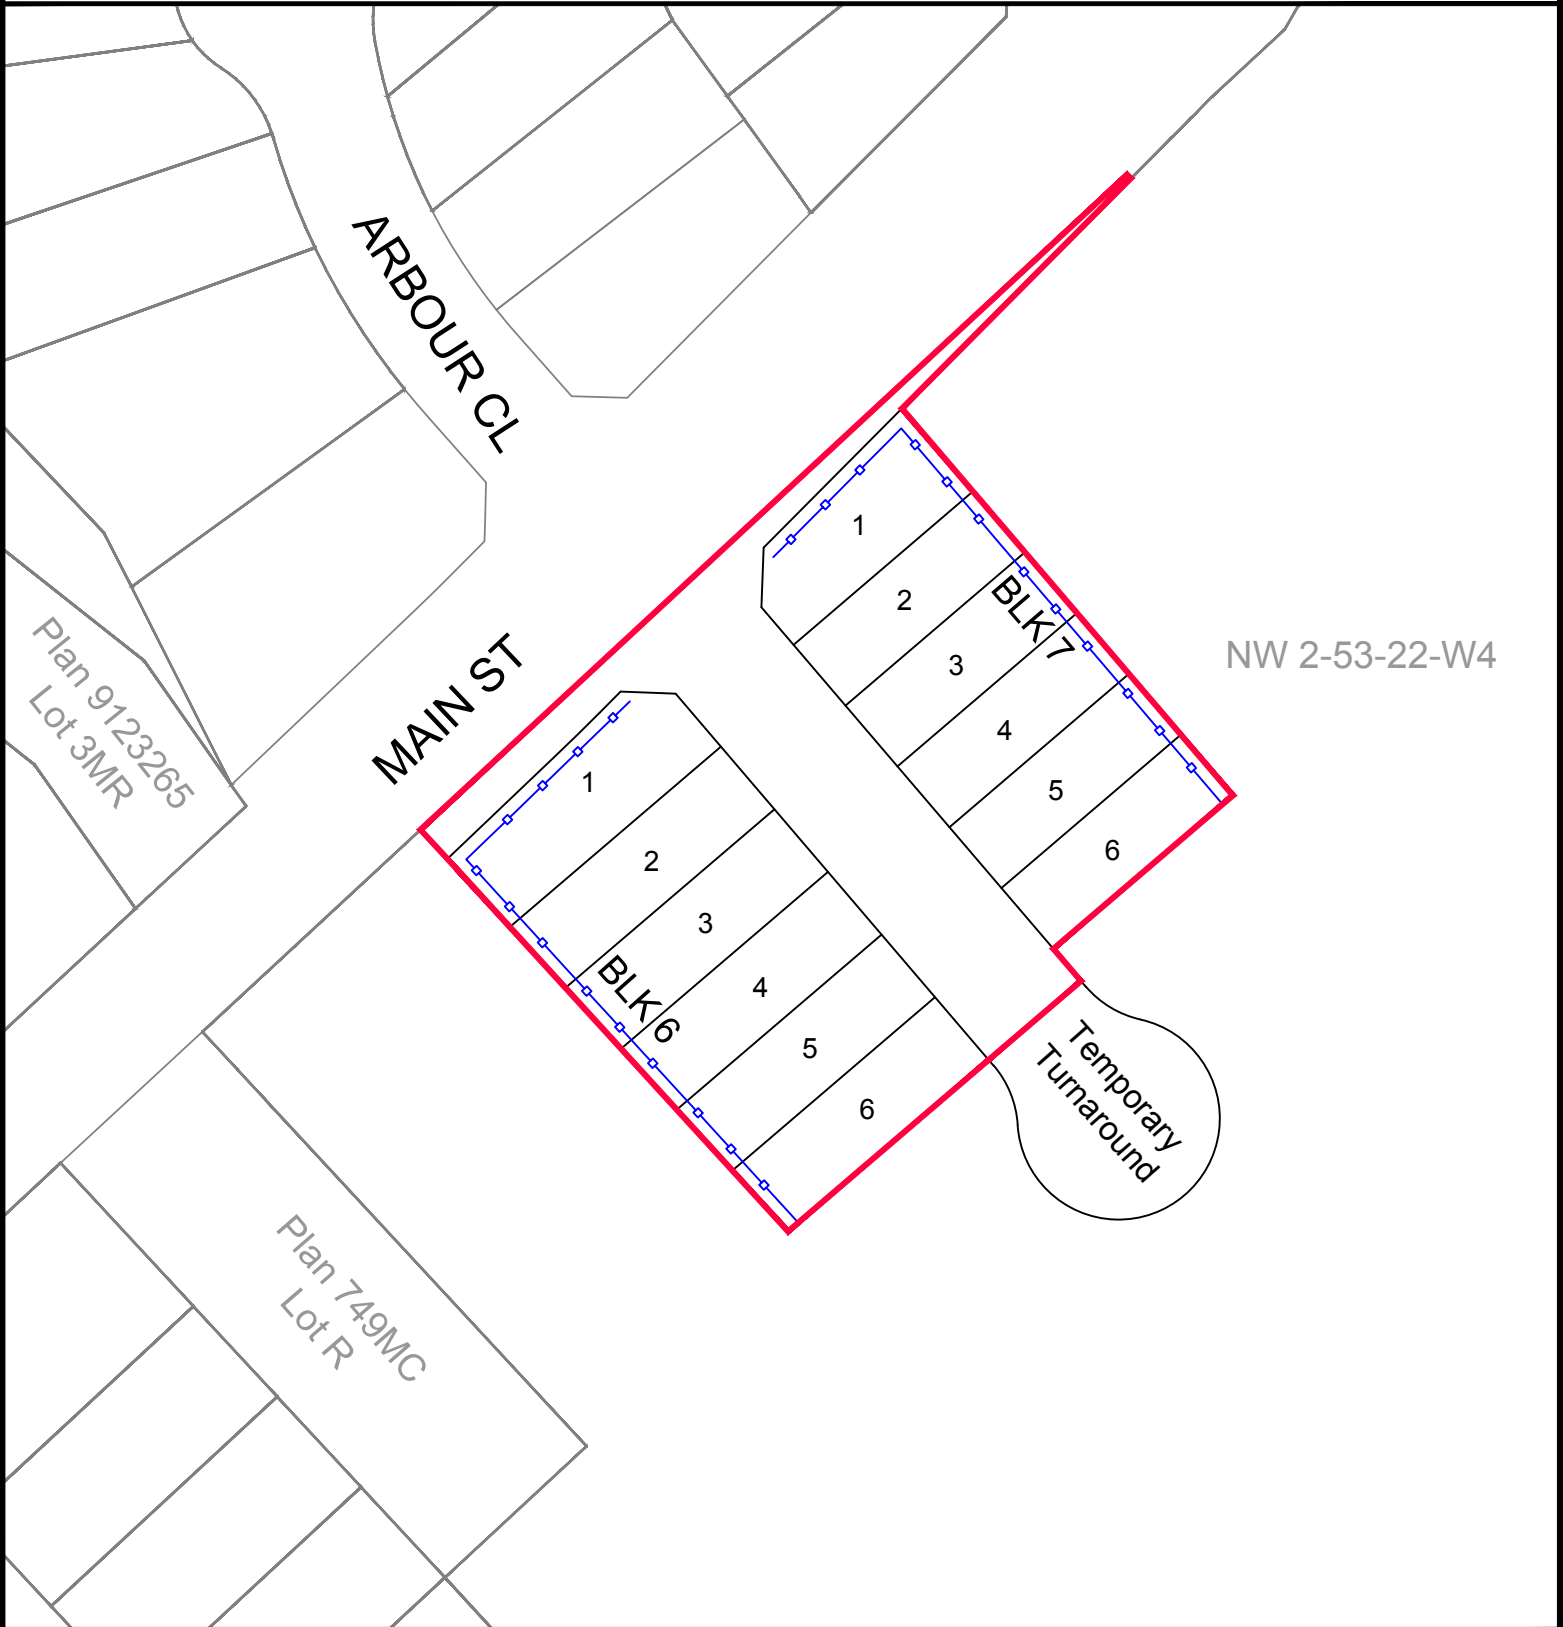 ARBOUR CL
MAIN ST
Plan 9123265
Lot 3MR
NW 2-53-22-W4
BLK 7
1
2
3
4
5
6
BLK 6
1
2
3
4
5
6
Temporary
Turnaround
Plan 749MC
Lot R